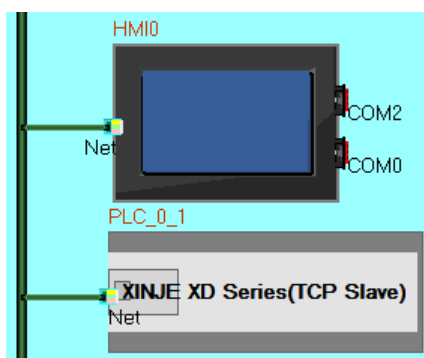 HMI0
COM2
Net
COM0
PLC_0_1
XINJE XD Series(TCP Slave)
Net